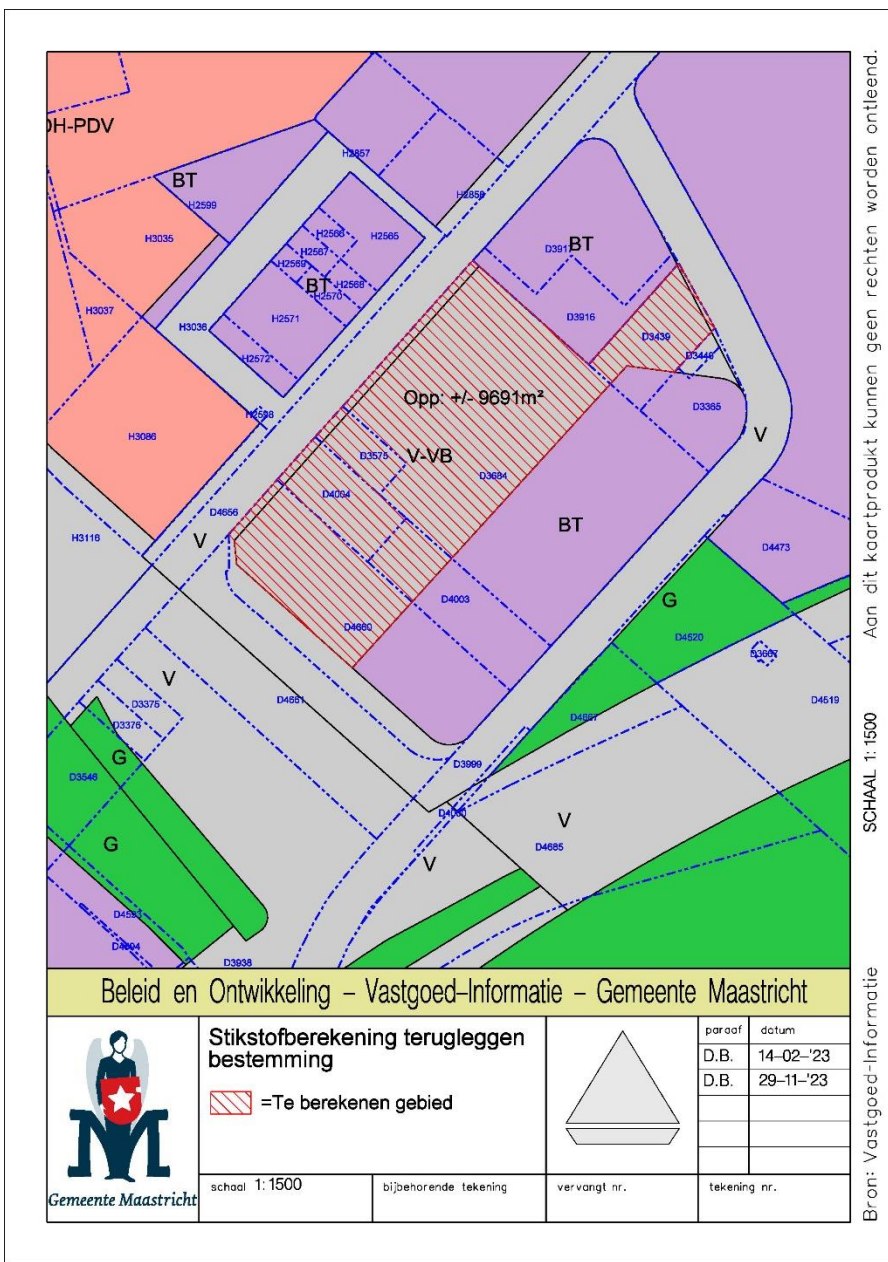 DH-PDV
BT
H2599
H2857
H2858
H3035
H3037
H3036
H2566
H2565
H2567
H2569
BT
H2568
H2570
H2571
H2572
H2598
H3086
H3116
D3917
BT
D3916
D3439
D3365
V
Opp: +/- 9691m²
V-VB
D3575
D3684
D4004
D4656
V
BT
D4003
D4660
D4473
G
D4520
D3667
D4519
D4667
V
D3375
D3376
D4661
D3999
G
D3546
G
V
V
D4685
D4593
D4694
D3938
Aan dit kaartprodukt kunnen geen rechten worden ontleend.
SCHAAL 1:1500
Bron: Vastgoed-Informatie
Beleid en Ontwikkeling – Vastgoed-Informatie – Gemeente Maastricht
Stikstofberekening terugleggen
bestemming
=Te berekenen gebied
paraaf datum
D.B. 14-02-'23
D.B. 29-11-'23
Gemeente Maastricht
schaal 1:1500
bijbehorende tekening
vervangt nr.
tekening nr.